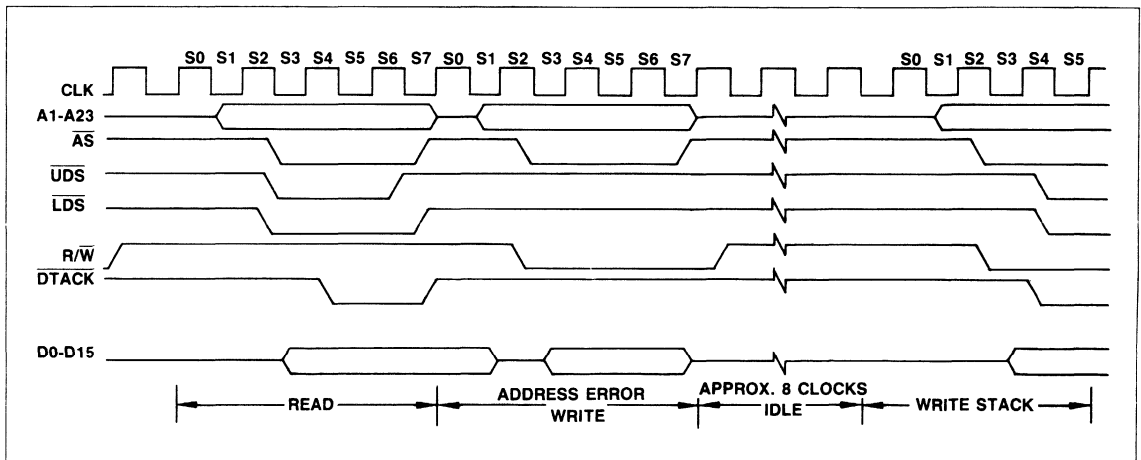 S0 S1 S2 S3 S4 S5 S6 S7 S0 S1 S2 S3 S4 S5 S6 S7 S0 S1 S2 S3 S4 S5
CLK
A1-A23
AS
UDS
LDS
R/W
DTACK
D0-D15
READ
ADDRESS ERROR
WRITE
APPROX. 8 CLOCKS
IDLE
WRITE STACK